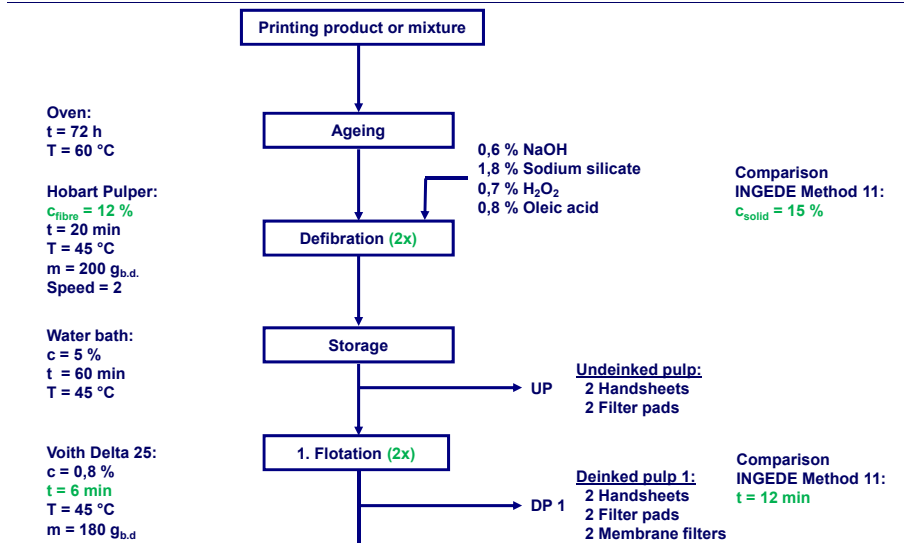 Printing product or mixture
Oven:
t = 72 h
T = 60 °C
Ageing
0,6 % NaOH
1,8 % Sodium silicate
0,7 % H₂O₂
0,8 % Oleic acid
Hobart Pulper:
c_fibre = 12 %
t = 20 min
T = 45 °C
m = 200 g_b.d.
Speed = 2
Defibration (2x)
Comparison
INGEDE Method 11:
c_solid = 15 %
Water bath:
c = 5 %
t = 60 min
T = 45 °C
Storage
UP
Undeinked pulp:
2 Handsheets
2 Filter pads
Voith Delta 25:
c = 0,8 %
t = 6 min
T = 45 °C
m = 180 g_b.d
1. Flotation (2x)
DP 1
Deinked pulp 1:
2 Handsheets
2 Filter pads
2 Membrane filters
Comparison
INGEDE Method 11:
t = 12 min